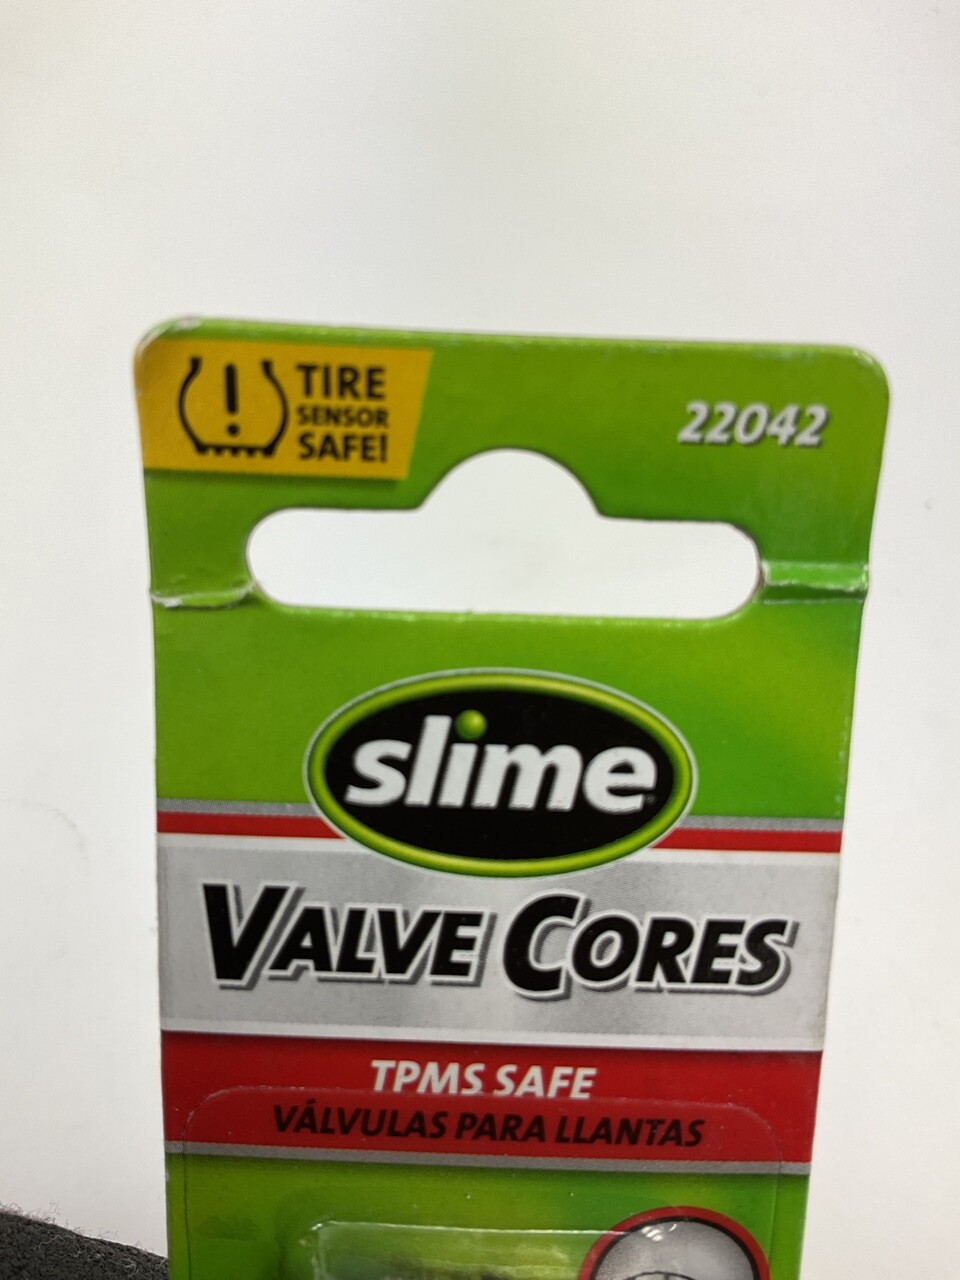 TIRE
SENSOR
SAFE!
22042
slime
VALVE CORES
TPMS SAFE
VÁLVULAS PARA LLANTAS